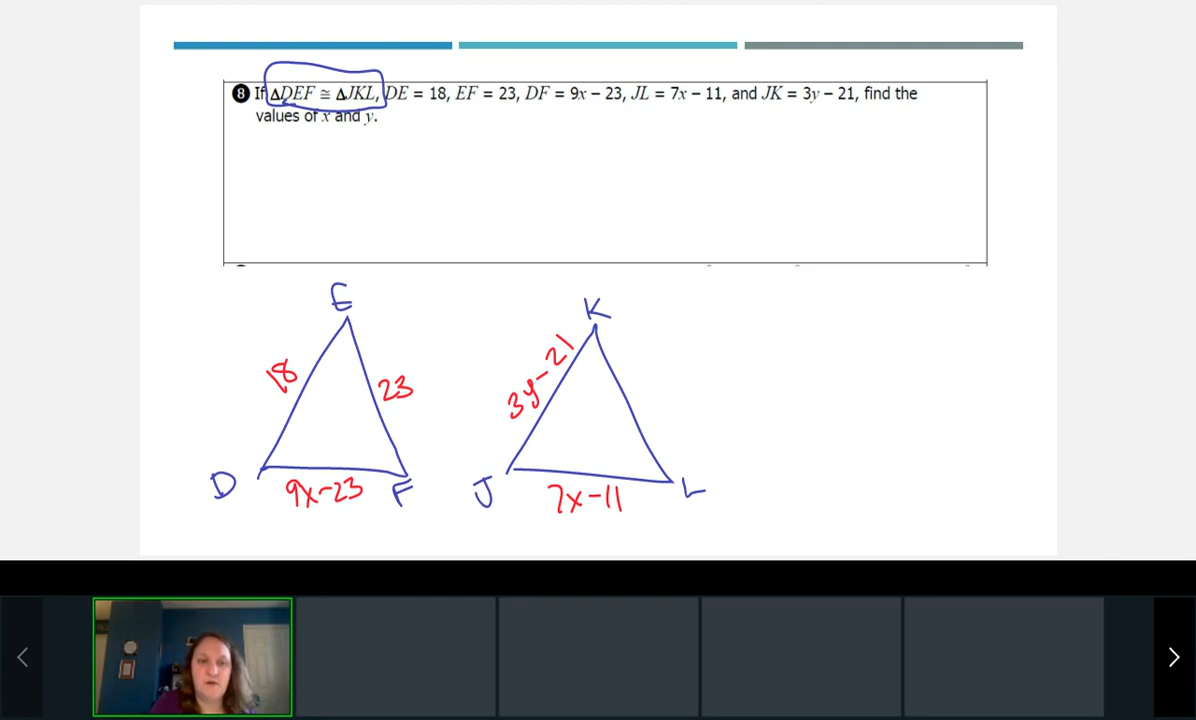 8 If ΔDEF ≅ ΔJKL, DE = 18, EF = 23, DF = 9x − 23, JL = 7x − 11, and JK = 3y − 21, find the
values of x and y.
E
K
18
23
3y-21
D
9x-23
F
J
7x-11
L